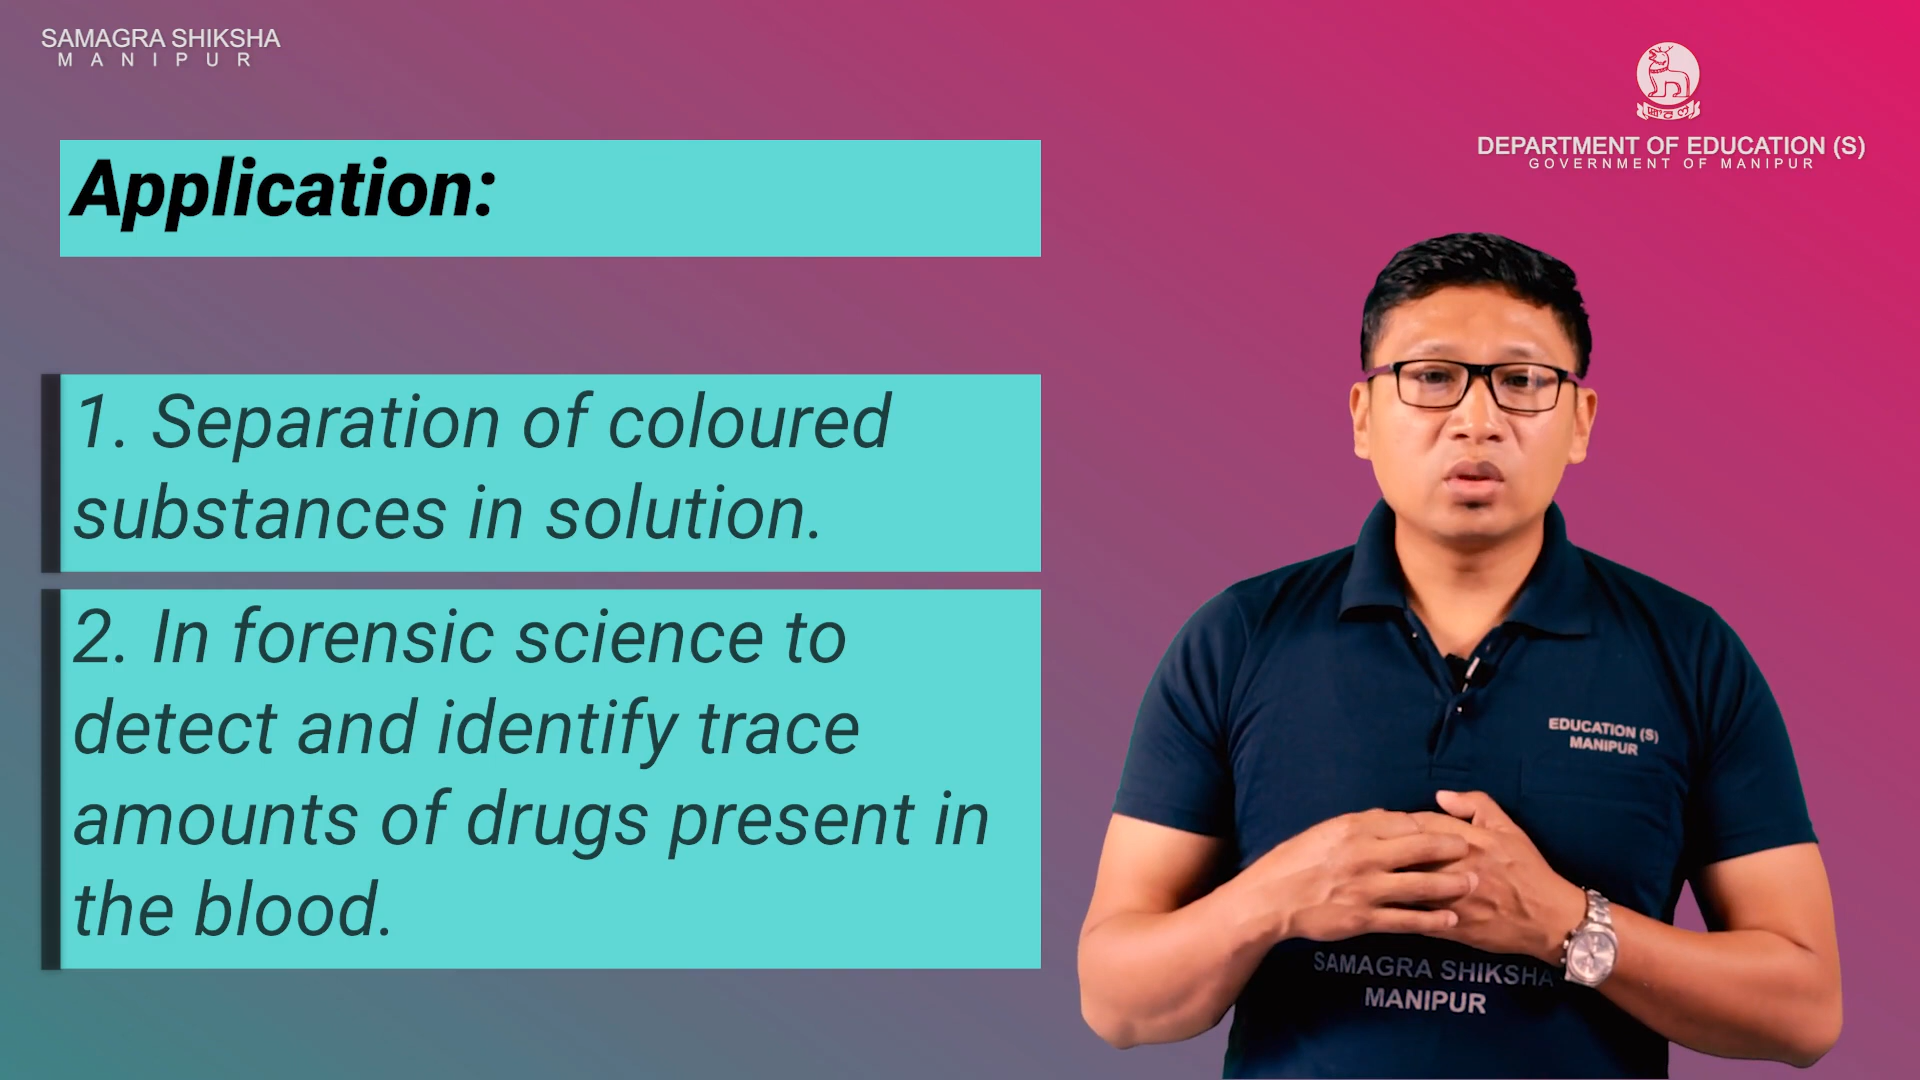 SAMAGRA SHIKSHA
MANIPUR
DEPARTMENT OF EDUCATION (S)
GOVERNMENT OF MANIPUR
Application:
1. Separation of coloured
substances in solution.
2. In forensic science to
detect and identify trace
amounts of drugs present in
the blood.
EDUCATION (S)
MANIPUR
SAMAGRA SHIKSHA
MANIPUR